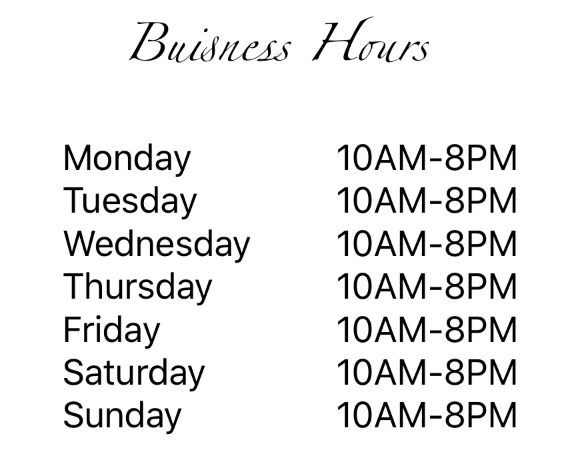 Buisness Hours
Monday 10AM-8PM
Tuesday 10AM-8PM
Wednesday 10AM-8PM
Thursday 10AM-8PM
Friday 10AM-8PM
Saturday 10AM-8PM
Sunday 10AM-8PM